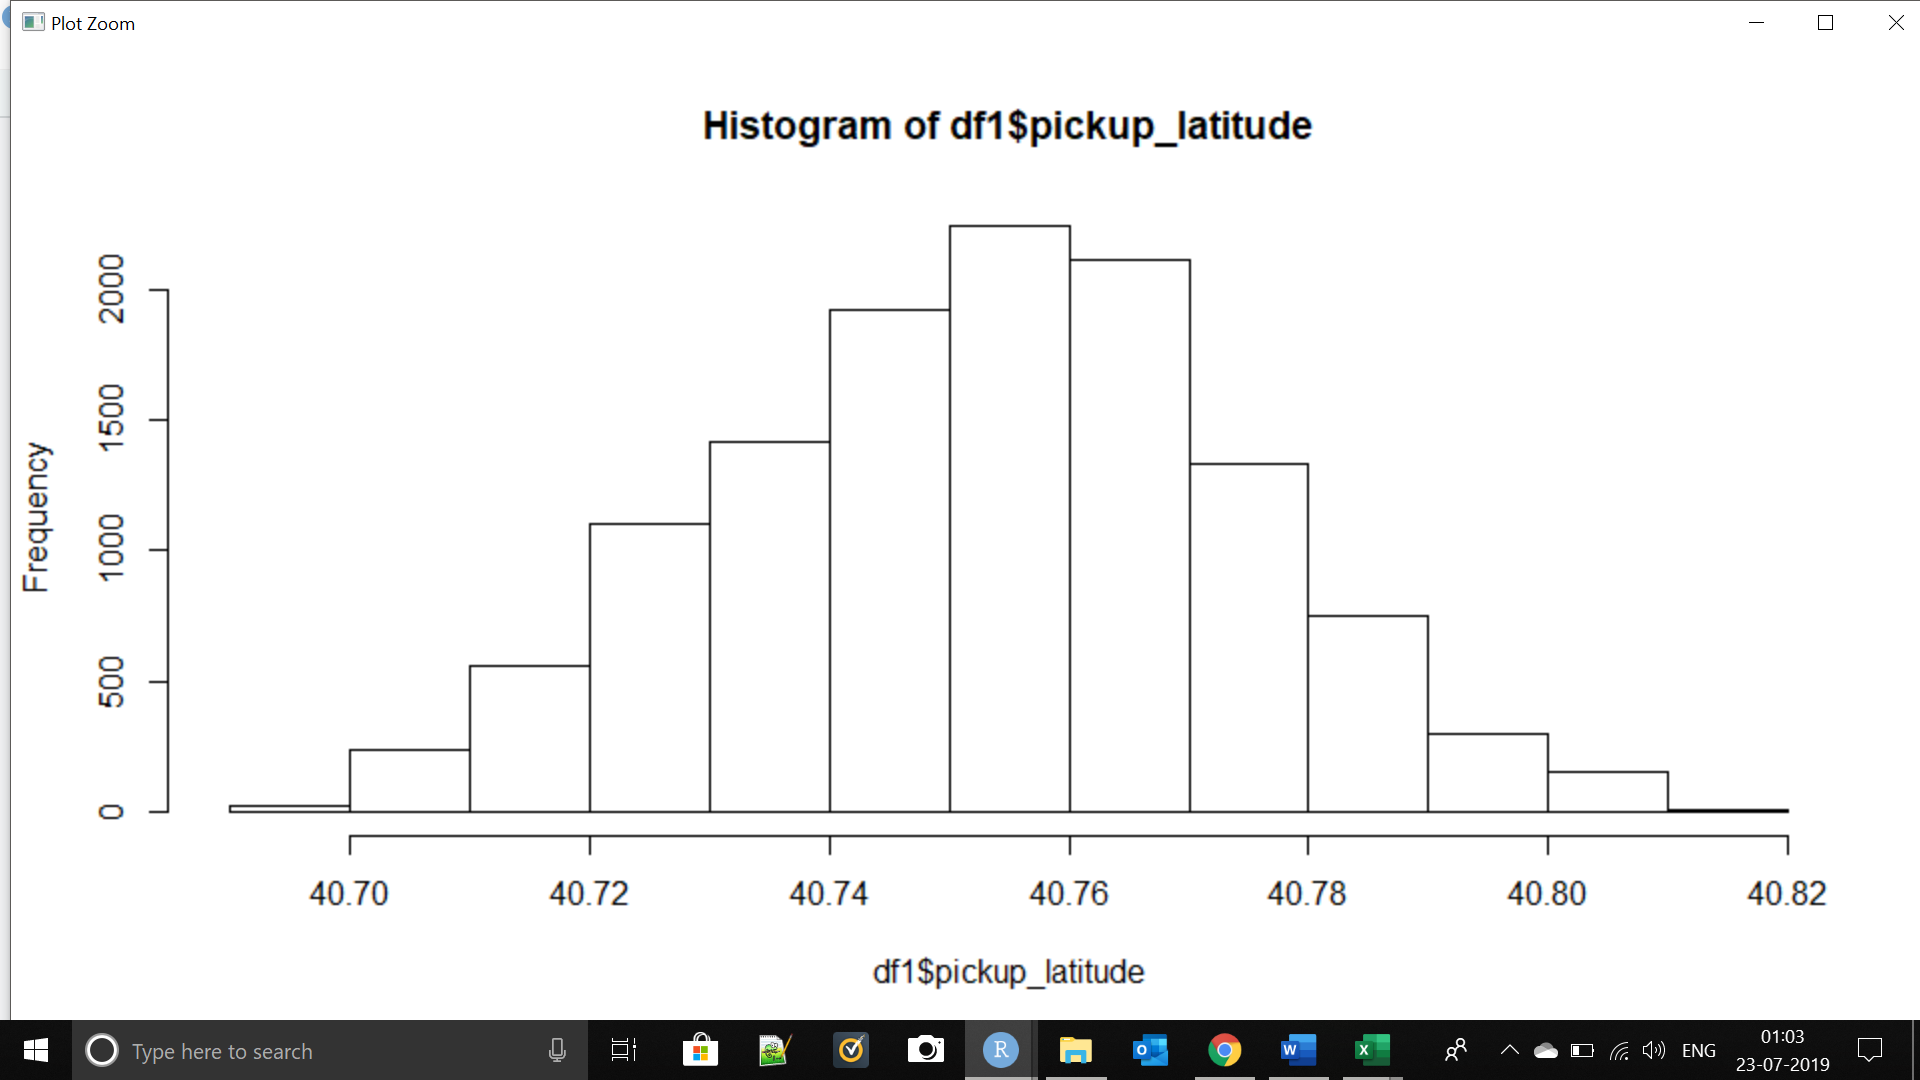 Plot Zoom
Histogram of df1$pickup_latitude
Frequency
2000
1500
1000
500
0
40.70 40.72 40.74 40.76 40.78 40.80 40.82
df1$pickup_latitude
Type here to search
R
W
X
ENG
01:03
23-07-2019